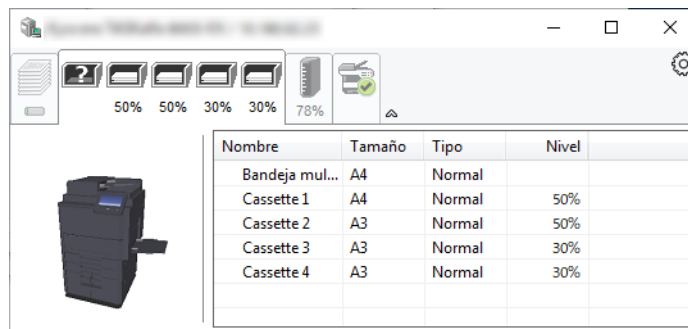 50% 50% 30% 30% 78%
Nombre Tamaño Tipo Nivel
Bandeja mul... A4 Normal
Cassette 1 A4 Normal 50%
Cassette 2 A3 Normal 50%
Cassette 3 A3 Normal 30%
Cassette 4 A3 Normal 30%